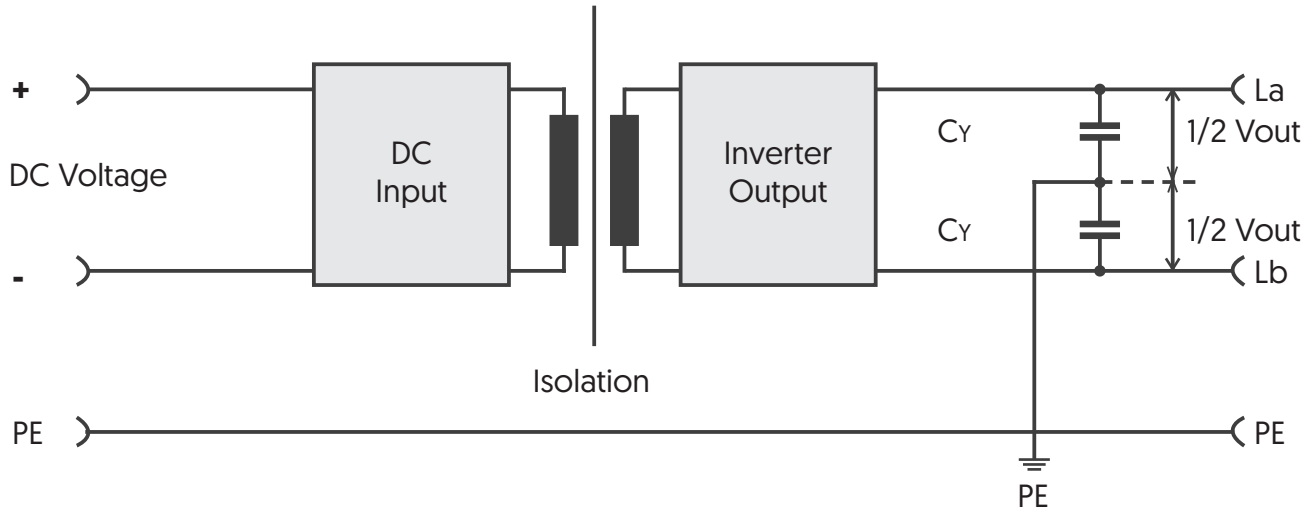 +
DC Voltage
-
DC
Input
Inverter
Output
CY
CY
La
1/2 Vout
1/2 Vout
Lb
Isolation
PE
PE
PE